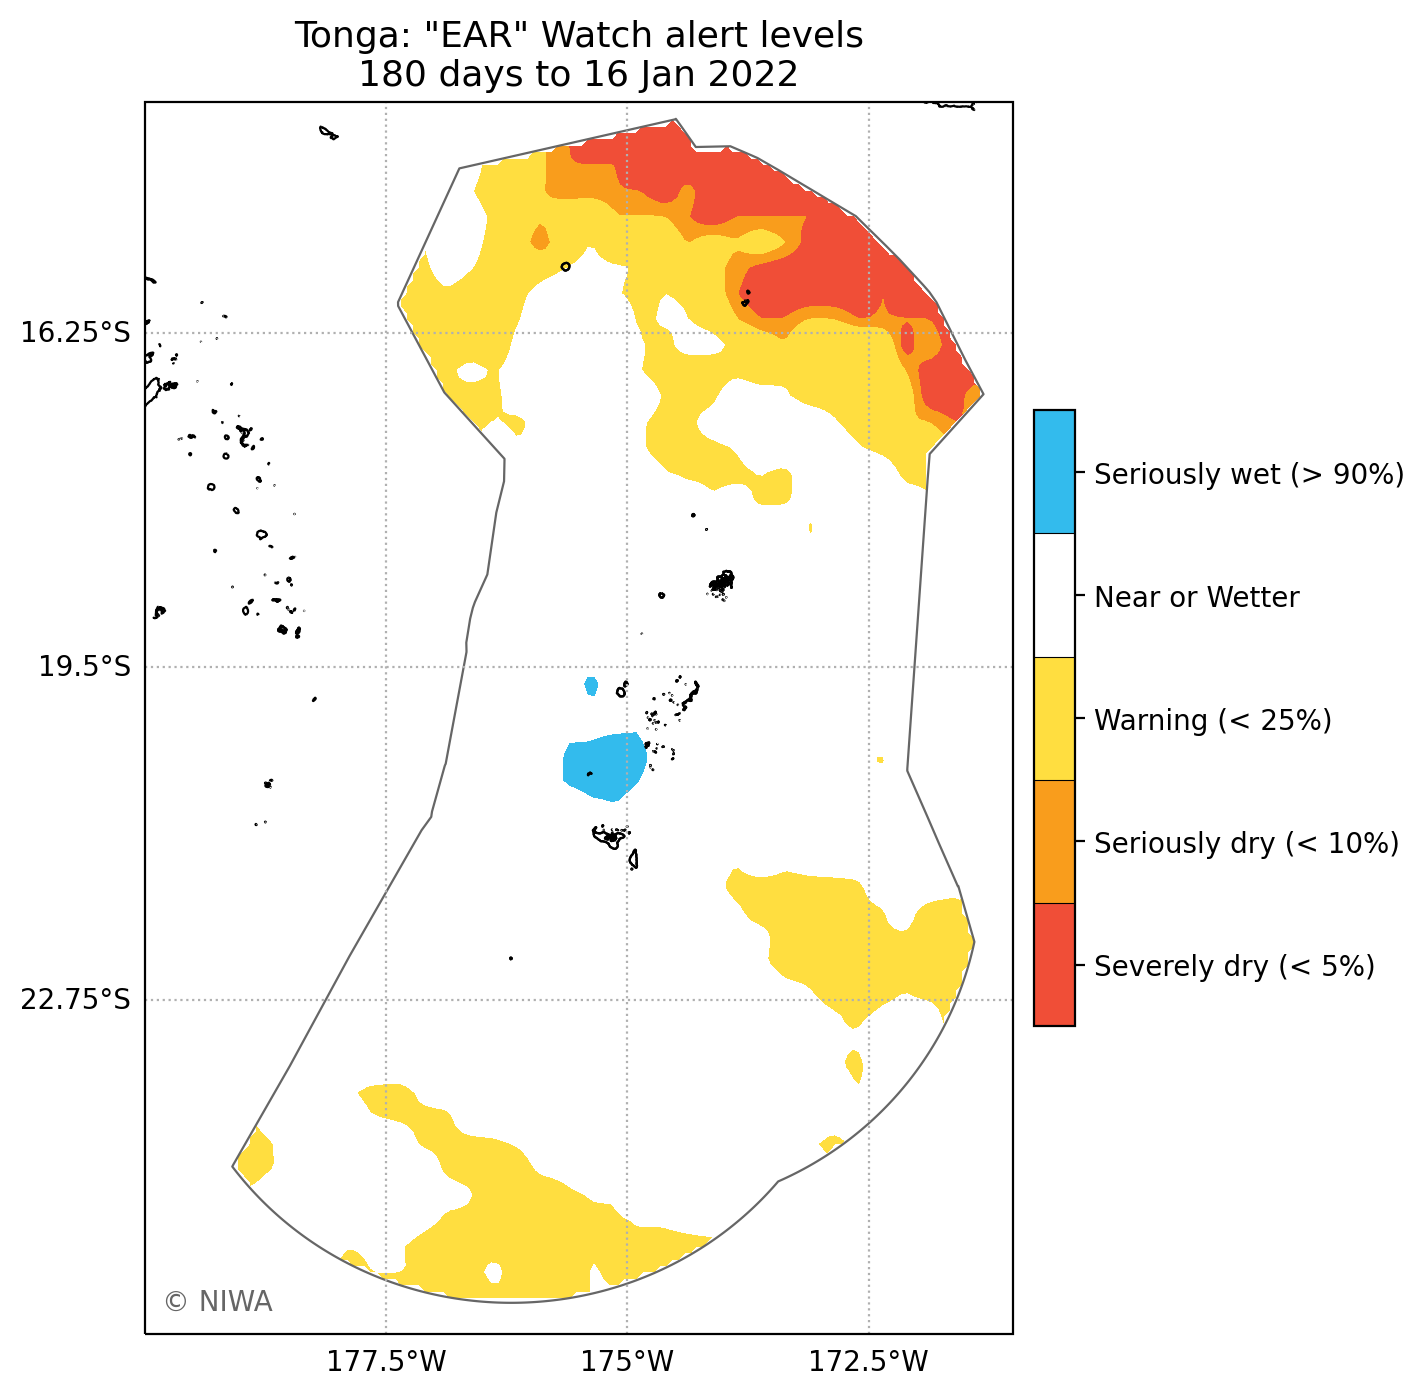 Tonga: "EAR" Watch alert levels
180 days to 16 Jan 2022
16.25°S
19.5°S
22.75°S
177.5°W
175°W
172.5°W
Seriously wet (> 90%)
Near or Wetter
Warning (< 25%)
Seriously dry (< 10%)
Severely dry (< 5%)
© NIWA